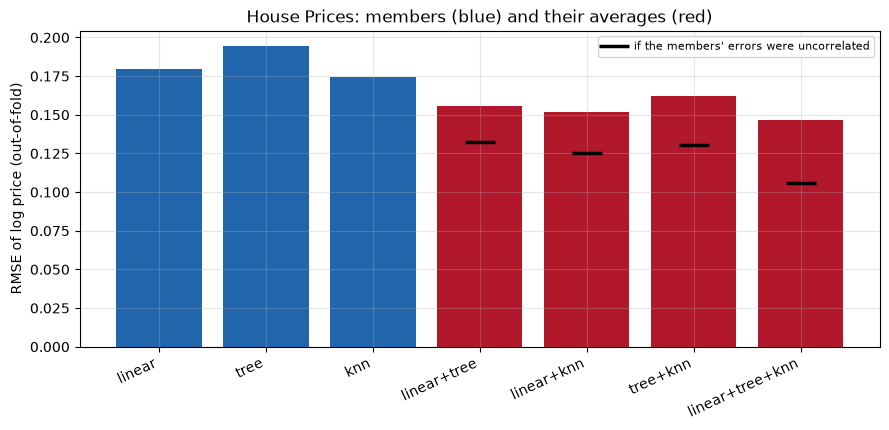 House Prices: members (blue) and their averages (red)
if the members' errors were uncorrelated
RMSE of log price (out-of-fold)
0.200
0.175
0.150
0.125
0.100
0.075
0.050
0.025
0.000
linear
tree
knn
linear+tree
linear+knn
tree+knn
linear+tree+knn